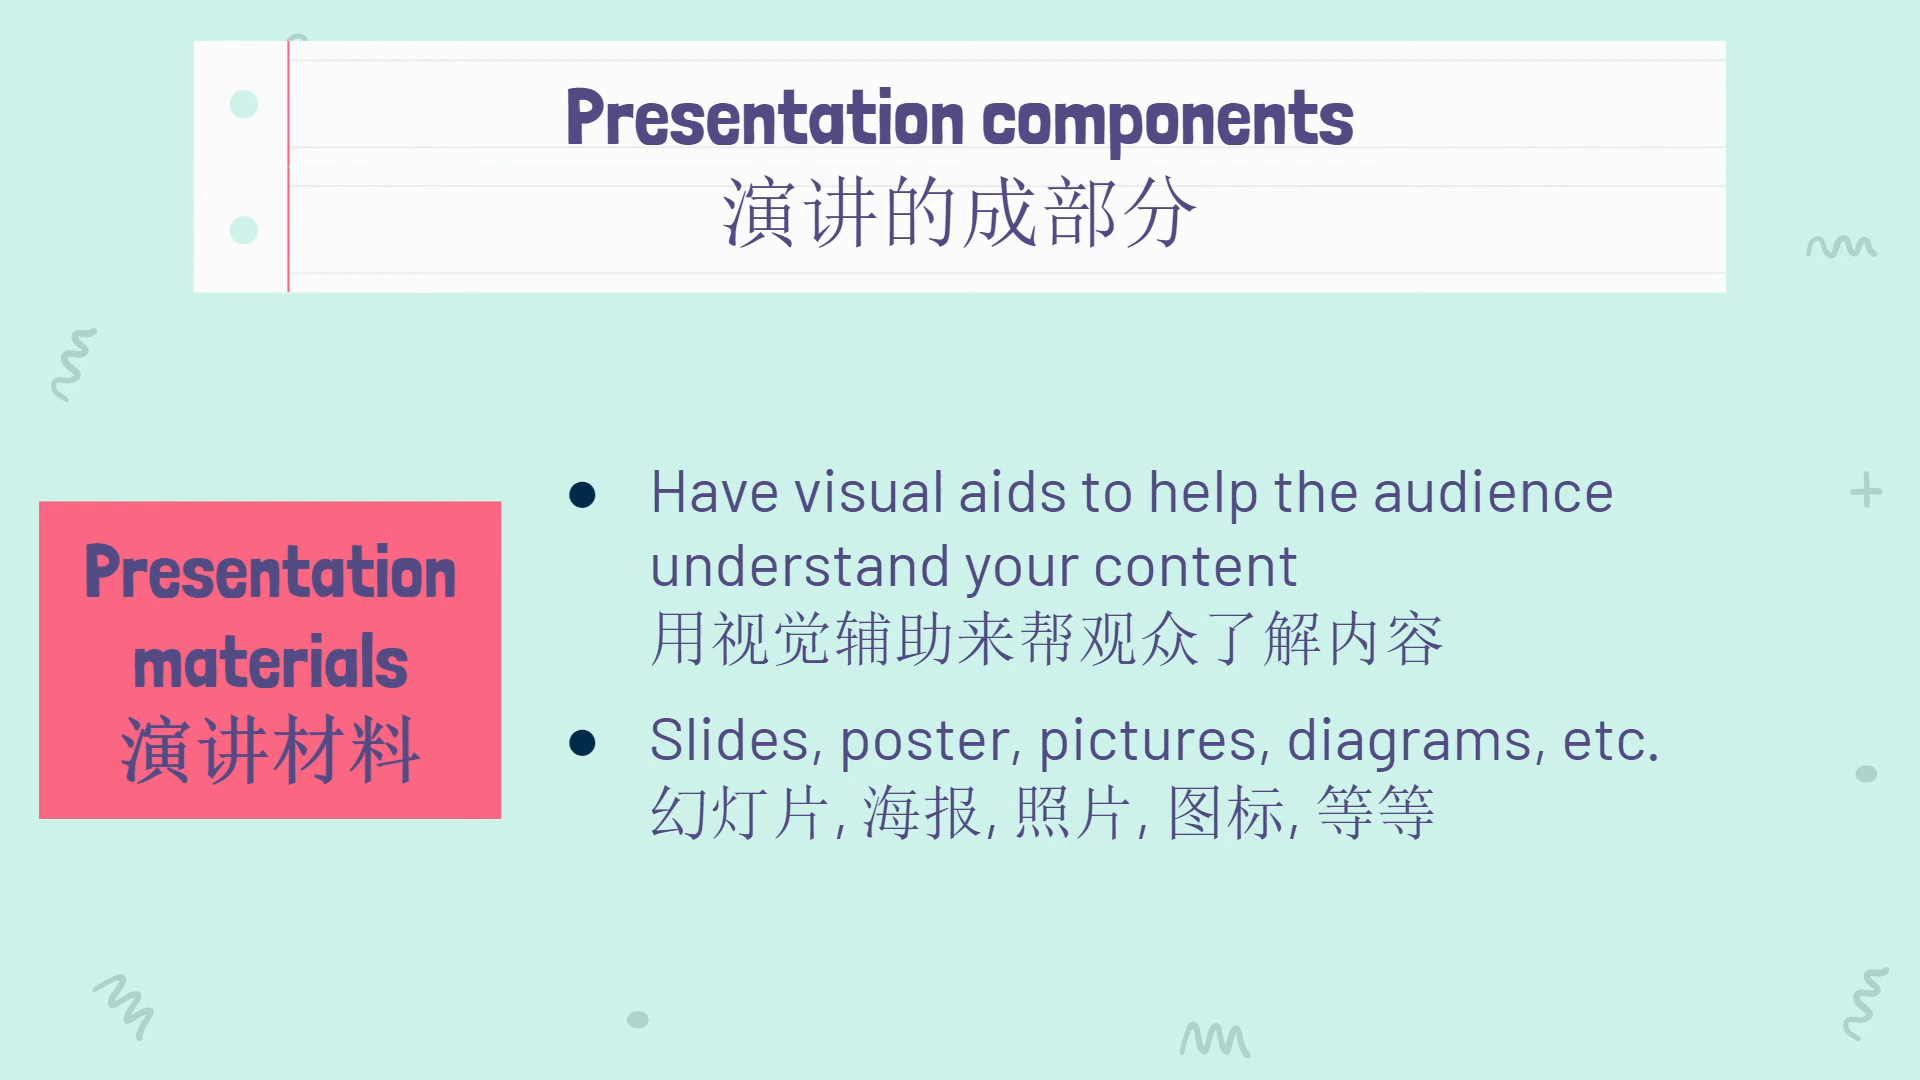 Presentation components
演讲的成部分
Presentation
materials
演讲材料
● Have visual aids to help the audience
understand your content
用视觉辅助来帮观众了解内容
● Slides, poster, pictures, diagrams, etc.
幻灯片, 海报, 照片, 图标, 等等